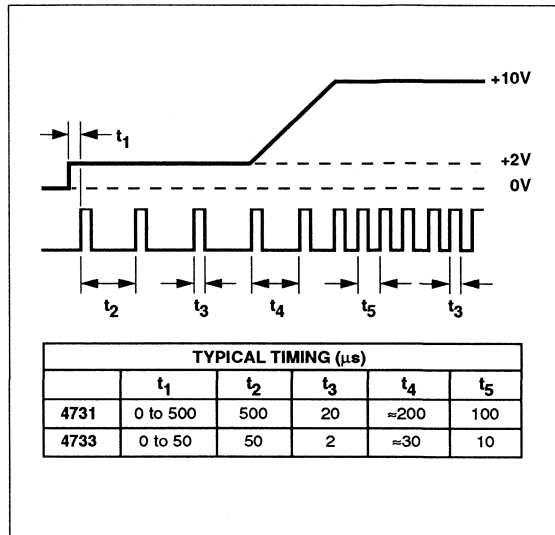 +10V
t1
+2V
0V
t2 t3 t4 t5 t3
TYPICAL TIMING (μs)
t1 t2 t3 t4 t5
4731 0 to 500 500 20 ≈200 100
4733 0 to 50 50 2 ≈30 10